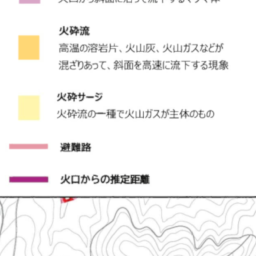 火砕流
高温の溶岩片、火山灰、火山ガスなどが
混ざりあって、斜面を高速に流下する現象
火砕サージ
火砕流の一種で火山ガスが主体のもの
避難路
火口からの推定距離